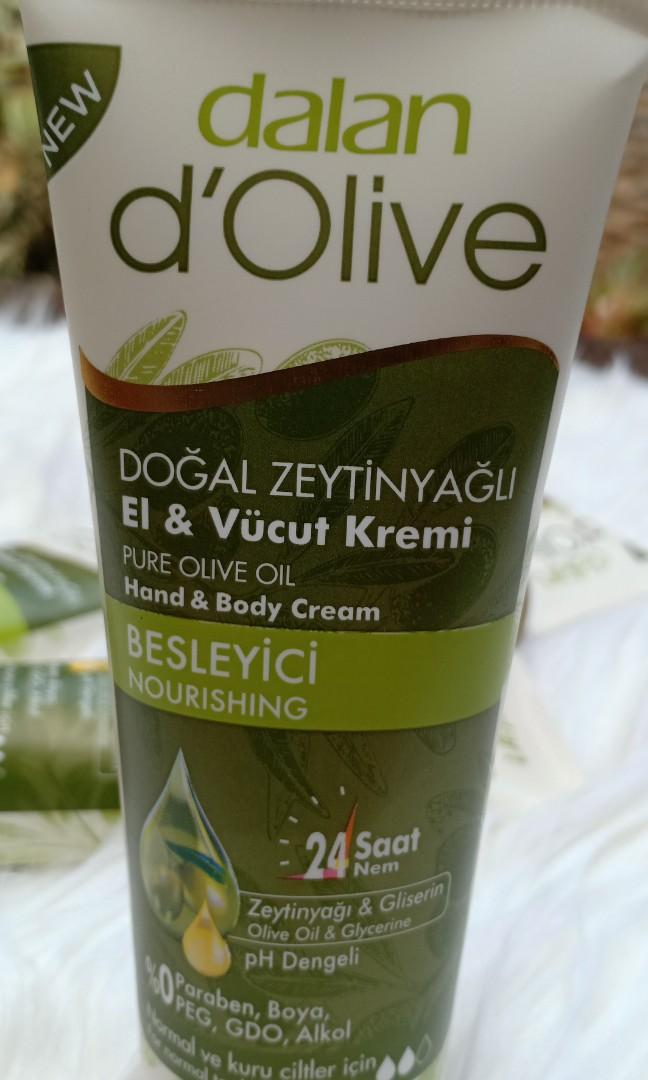 NEW
dalan
d'Olive
DOĞAL ZEYTİNYAĞLI
El & Vücut Kremi
PURE OLIVE OIL
Hand & Body Cream
BESLEYİCİ
NOURISHING
24 Saat
Nem
Zeytinyağı & Gliserin
Olive Oil & Glycerine
pH Dengeli
%0 Paraben, Boya,
PEG, GDO, Alkol
Normal ve kuru ciltler için
For normal